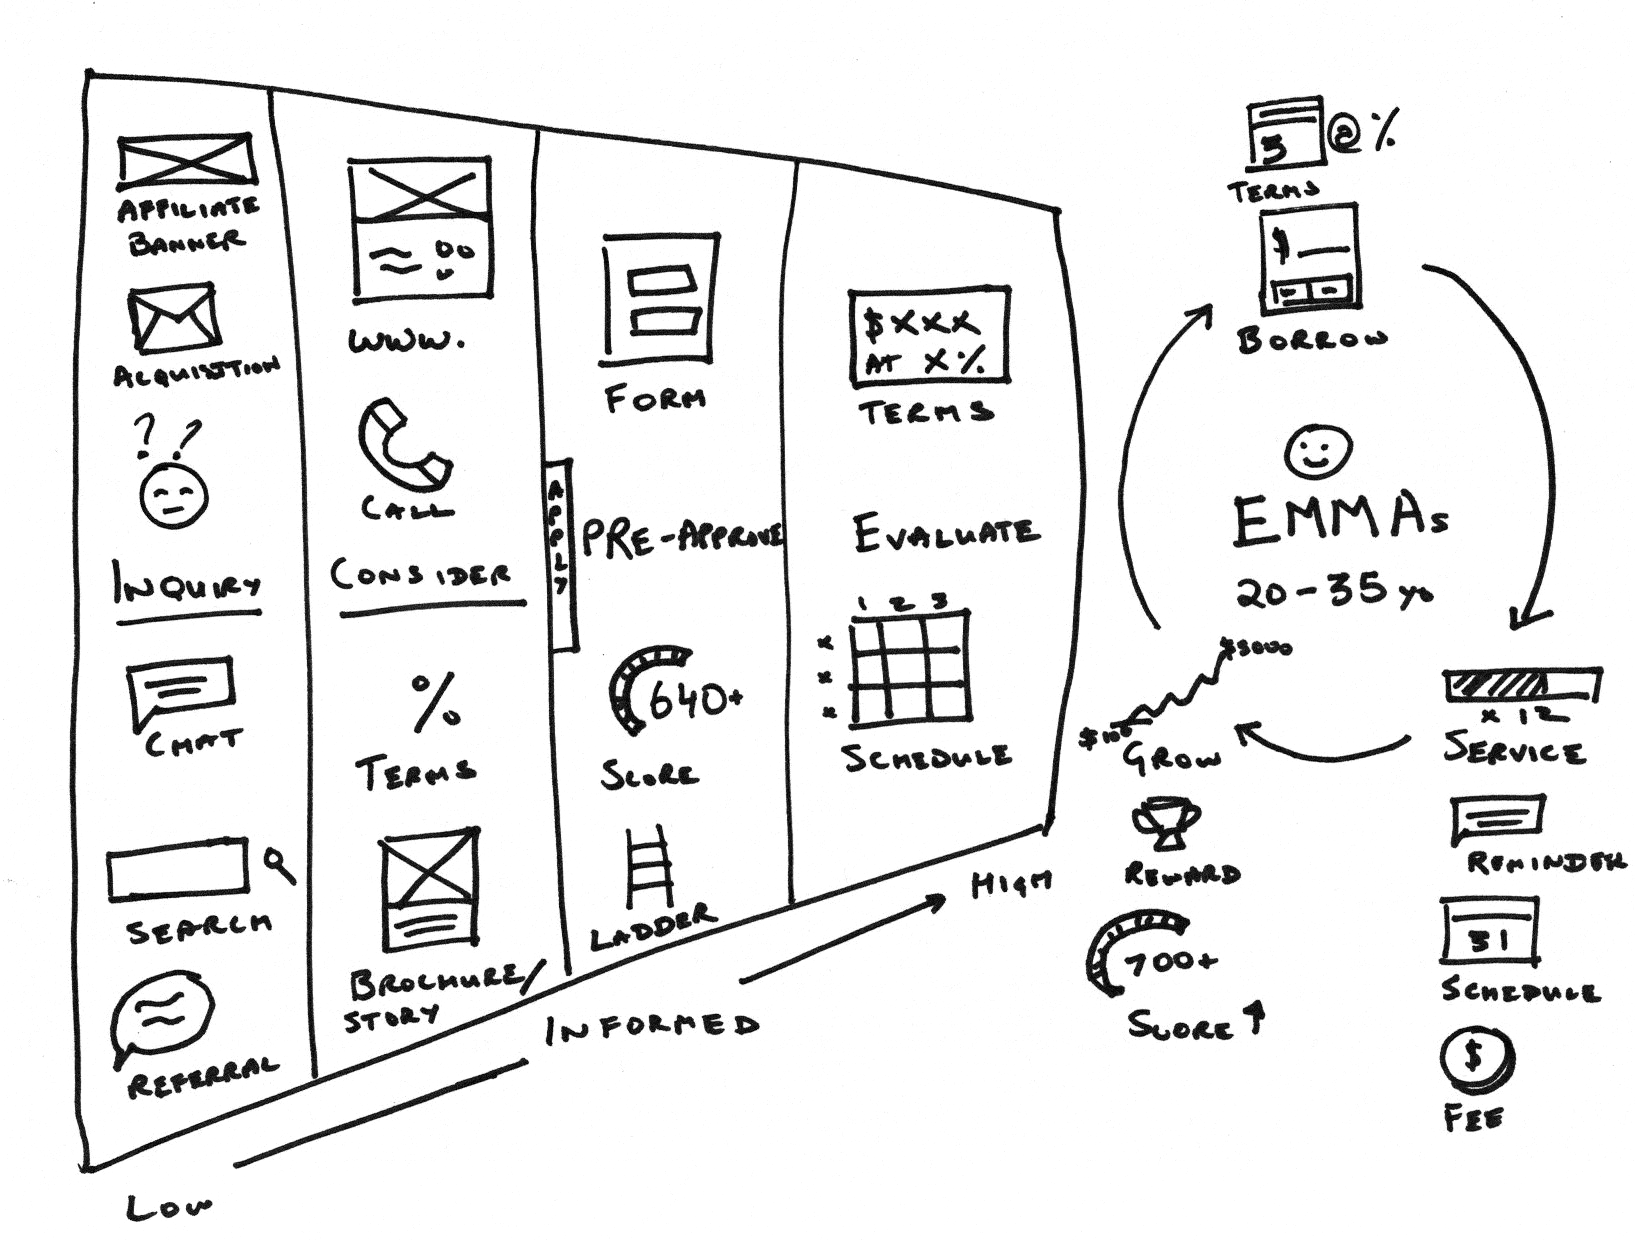 AFFILIATE
BANNER
ACQUISITION
? ?
INQUIRY
CHAT
SEARCH
REFERRAL
WWW.
CALL
CONSIDER
%
TERMS
BROCHURE/
STORY
APPLY
FORM
PRE-APPROVE
640+
SCORE
LADDER
$XXX
AT X%
TERMS
EVALUATE
1 2 3
x
x
x
SCHEDULE
LOW
INFORMED
HIGH
3 @ %
TERMS
$
BORROW
EMMAs
20-35 yo
x 12
SERVICE
REMINDER
31
SCHEDULE
$
FEE
$3000
$100
GROW
REWARD
700+
SCORE ↑